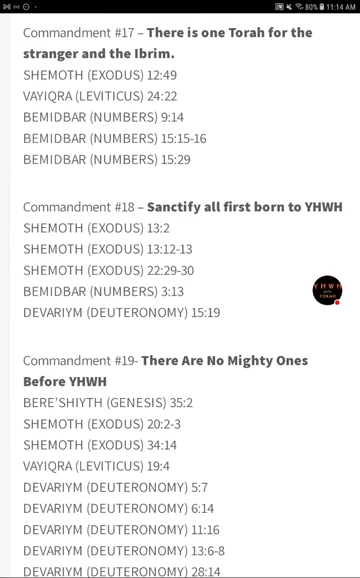 80% 11:14 AM
Commandment #17 – There is one Torah for the
stranger and the Ibrim.
SHEMOTH (EXODUS) 12:49
VAYIQRA (LEVITICUS) 24:22
BEMIDBAR (NUMBERS) 9:14
BEMIDBAR (NUMBERS) 15:15-16
BEMIDBAR (NUMBERS) 15:29
Commandment #18 – Sanctify all first born to YHWH
SHEMOTH (EXODUS) 13:2
SHEMOTH (EXODUS) 13:12-13
SHEMOTH (EXODUS) 22:29-30
BEMIDBAR (NUMBERS) 3:13
DEVARIYM (DEUTERONOMY) 15:19
YHWH
TORAH
Commandment #19- There Are No Mighty Ones
Before YHWH
BERE’SHIYTH (GENESIS) 35:2
SHEMOTH (EXODUS) 20:2-3
SHEMOTH (EXODUS) 34:14
VAYIQRA (LEVITICUS) 19:4
DEVARIYM (DEUTERONOMY) 5:7
DEVARIYM (DEUTERONOMY) 6:14
DEVARIYM (DEUTERONOMY) 11:16
DEVARIYM (DEUTERONOMY) 13:6-8
DEVARIYM (DEUTERONOMY) 28:14